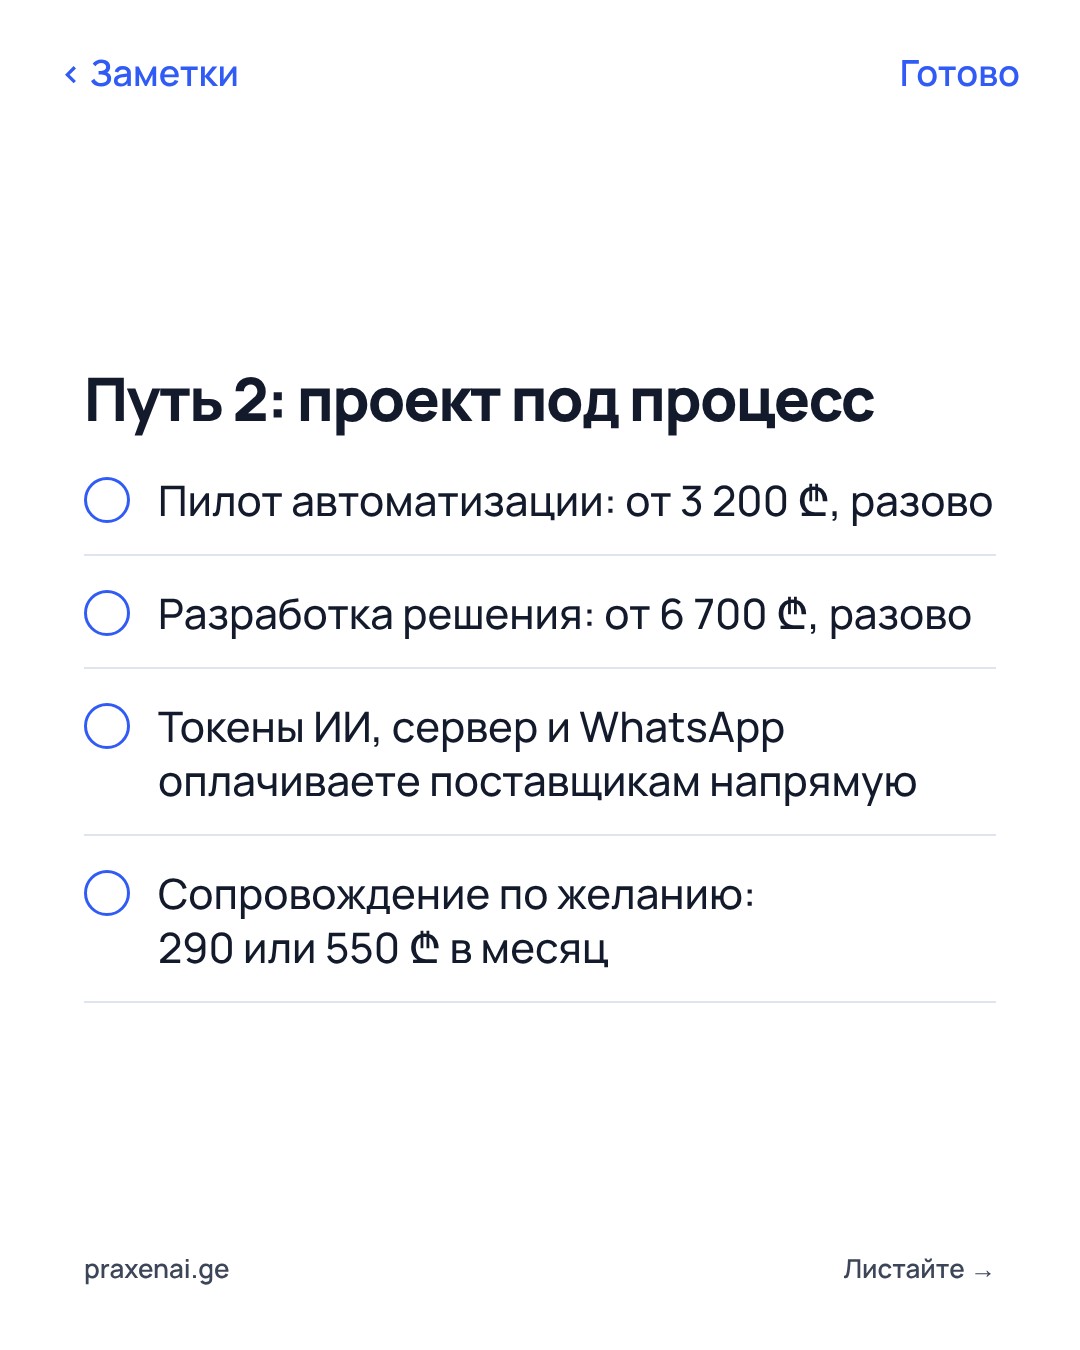 ‹ Заметки
Готово
Путь 2: проект под процесс
Пилот автоматизации: от 3 200 ₾, разово
Разработка решения: от 6 700 ₾, разово
Токены ИИ, сервер и WhatsApp
оплачиваете поставщикам напрямую
Сопровождение по желанию:
290 или 550 ₾ в месяц
praxenai.ge
Листайте →